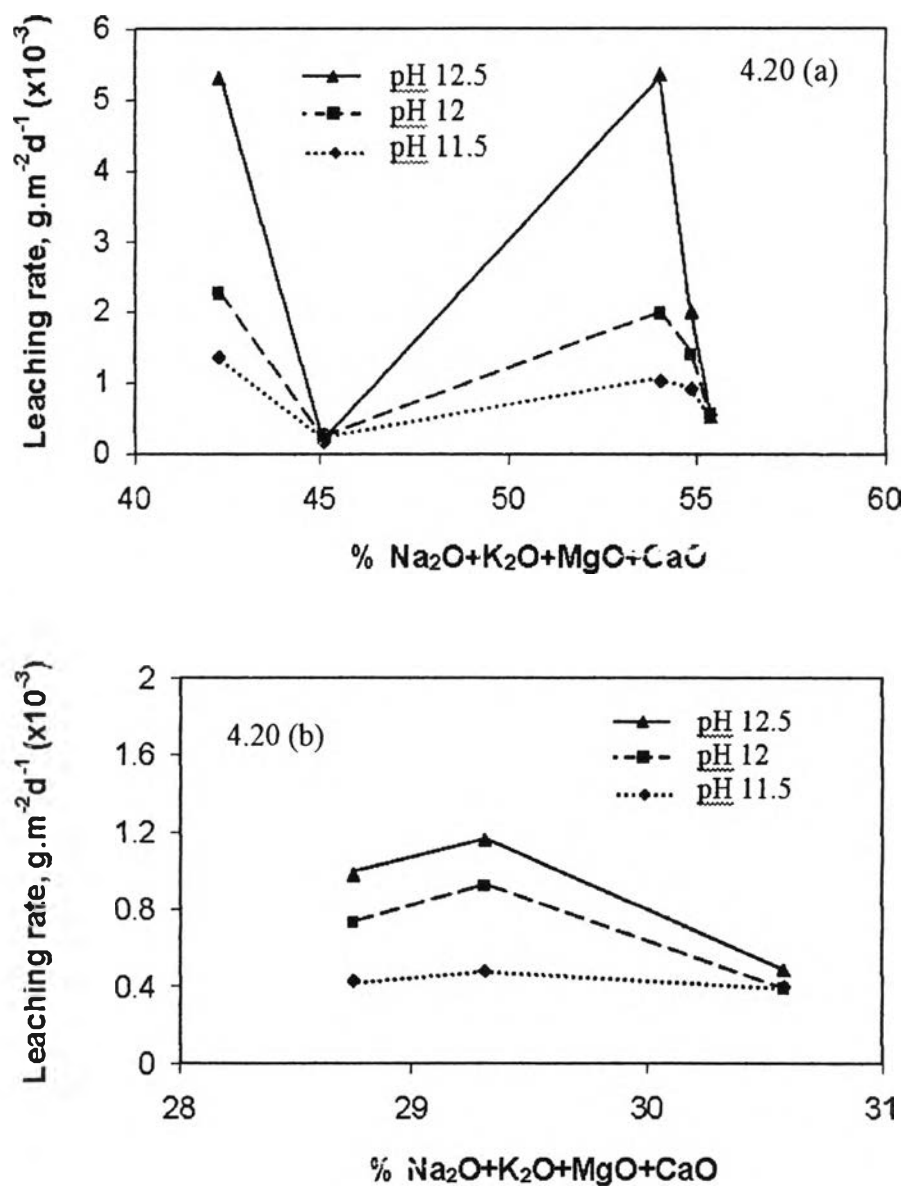 6
5
4
3
2
1
0
40 45 50 55 60
Leaching rate, g.m⁻²d⁻¹ (x10⁻³)
pH 12.5
pH 12
pH 11.5
4.20 (a)
% Na₂O+K₂O+MgO+CaO
2
1.6
1.2
0.8
0.4
0
28 29 30 31
Leaching rate, g.m⁻²d⁻¹ (x10⁻³)
4.20 (b)
pH 12.5
pH 12
pH 11.5
% Na₂O+K₂O+MgO+CaO